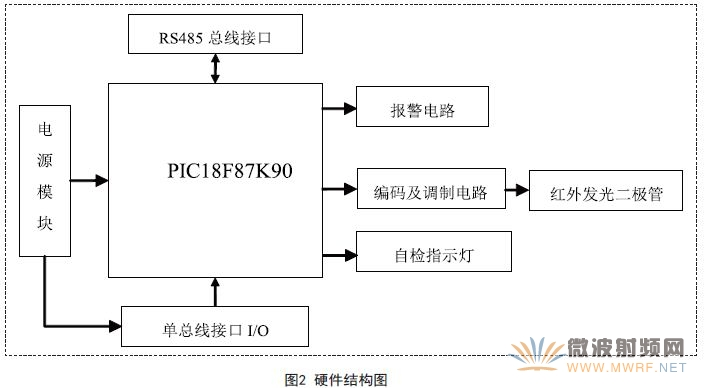 RS485 总线接口
电源模块
PIC18F87K90
报警电路
编码及调制电路
红外发光二极管
自检指示灯
单总线接口 I/O
微波射频网
WWW.MWRF.NET
图2 硬件结构图